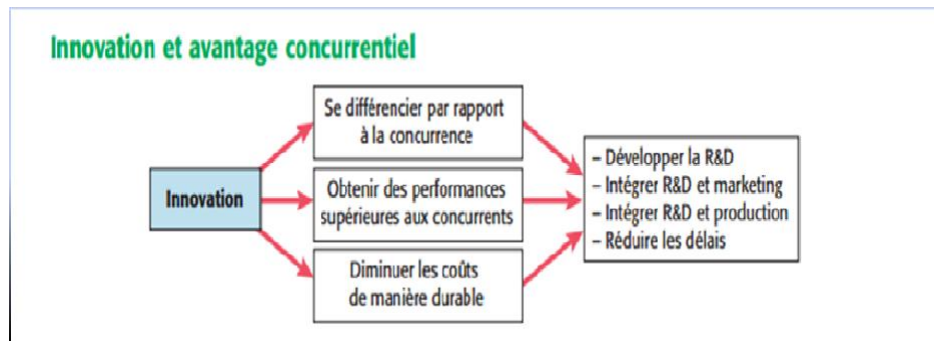 Innovation et avantage concurrentiel
Se différencier par rapport
à la concurrence
Innovation
Obtenir des performances
supérieures aux concurrents
Diminuer les coûts
de manière durable
– Développer la R&D
– Intégrer R&D et marketing
– Intégrer R&D et production
– Réduire les délais